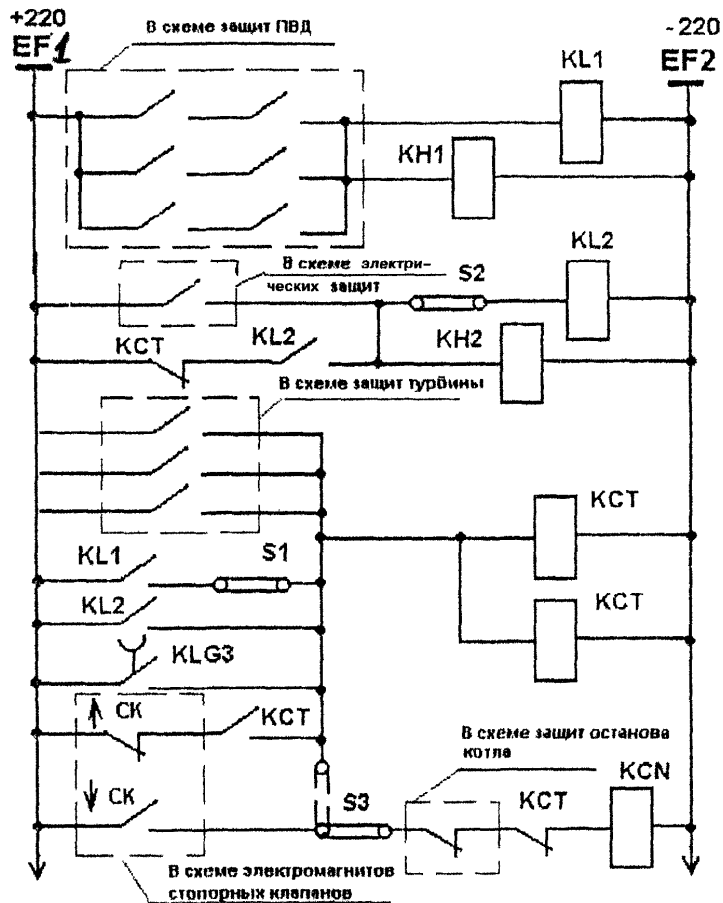 +220
EF1
В схеме защит ПВД
-220
EF2
KL1
KH1
В схеме электри-
ческих защит
S2
KL2
KCT
KL2
KH2
В схеме защит турбины
KCT
KL1
S1
KCT
KL2
KLG3
СК
KCT
В схеме защит останова
котла
СК
S3
KCT
KCN
В схеме электромагнитов
стопорных клапанов